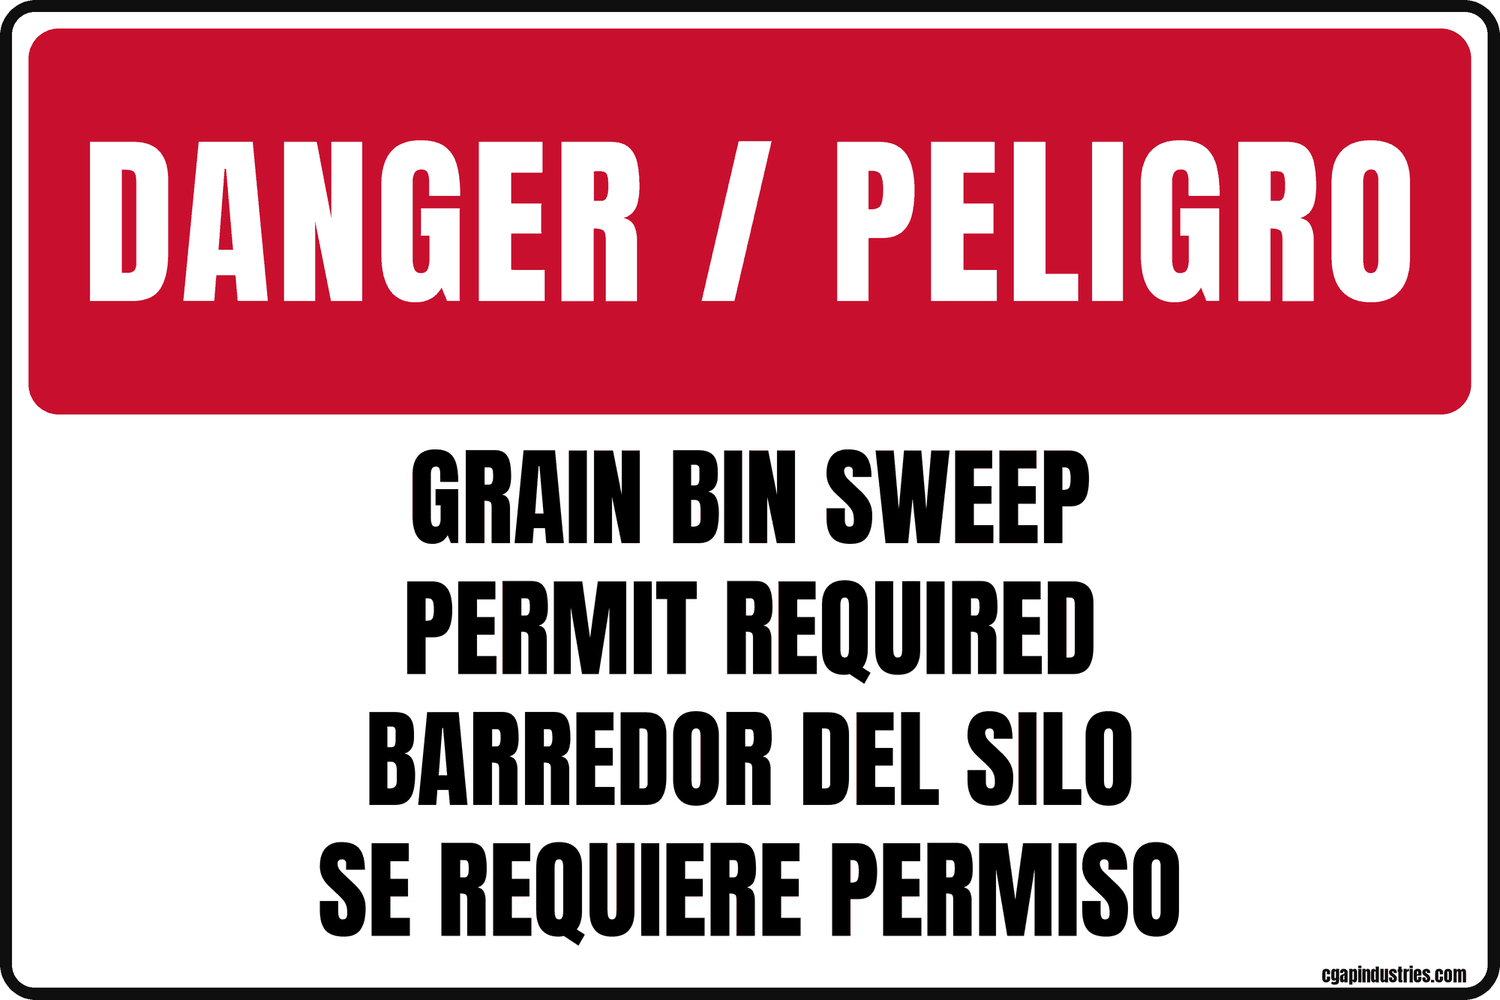 DANGER / PELIGRO
GRAIN BIN SWEEP
PERMIT REQUIRED
BARREDOR DEL SILO
SE REQUIERE PERMISO
cgapindustries.com